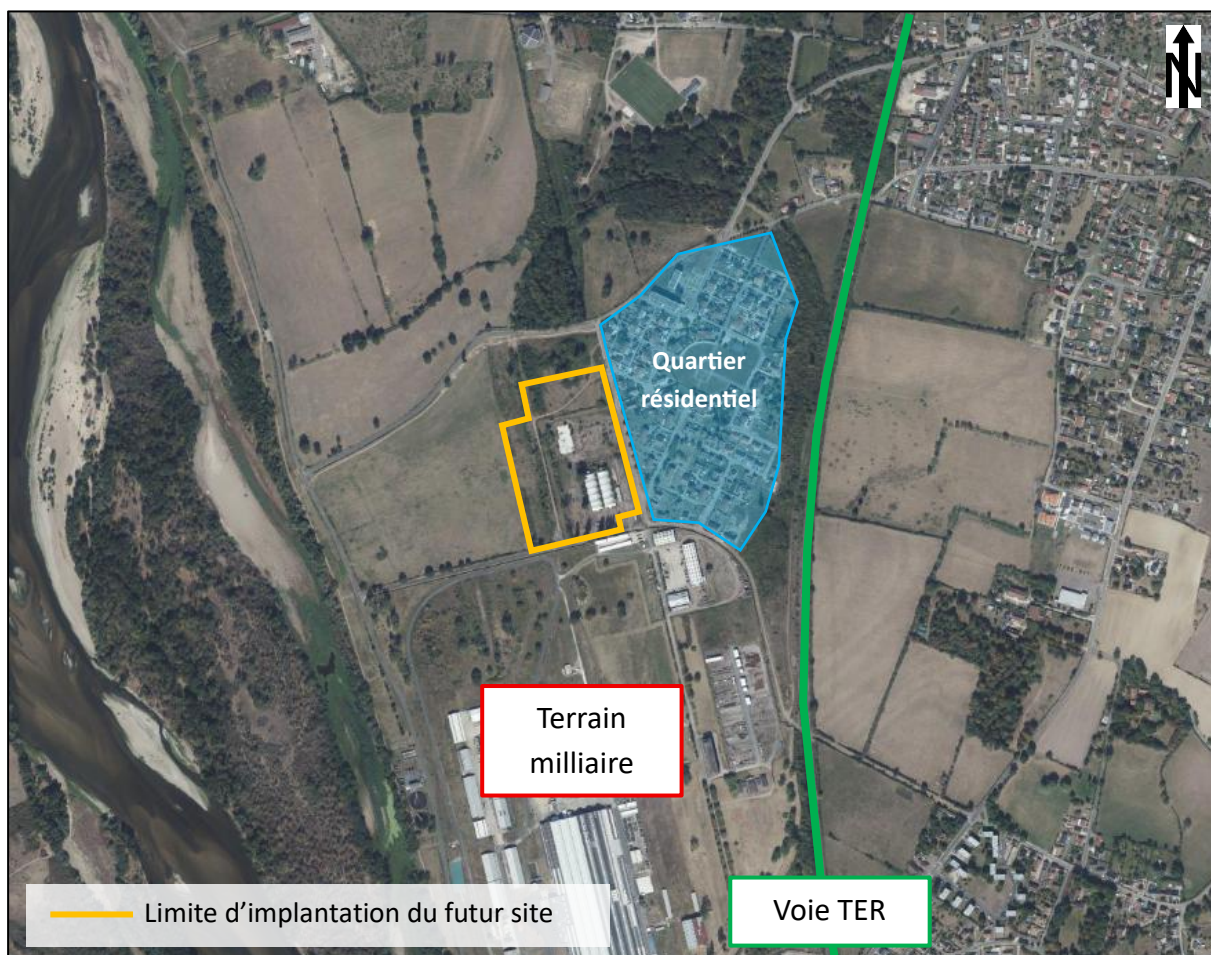 N
Quartier
résidentiel
Terrain
milliaire
Limite d’implantation du futur site
Voie TER